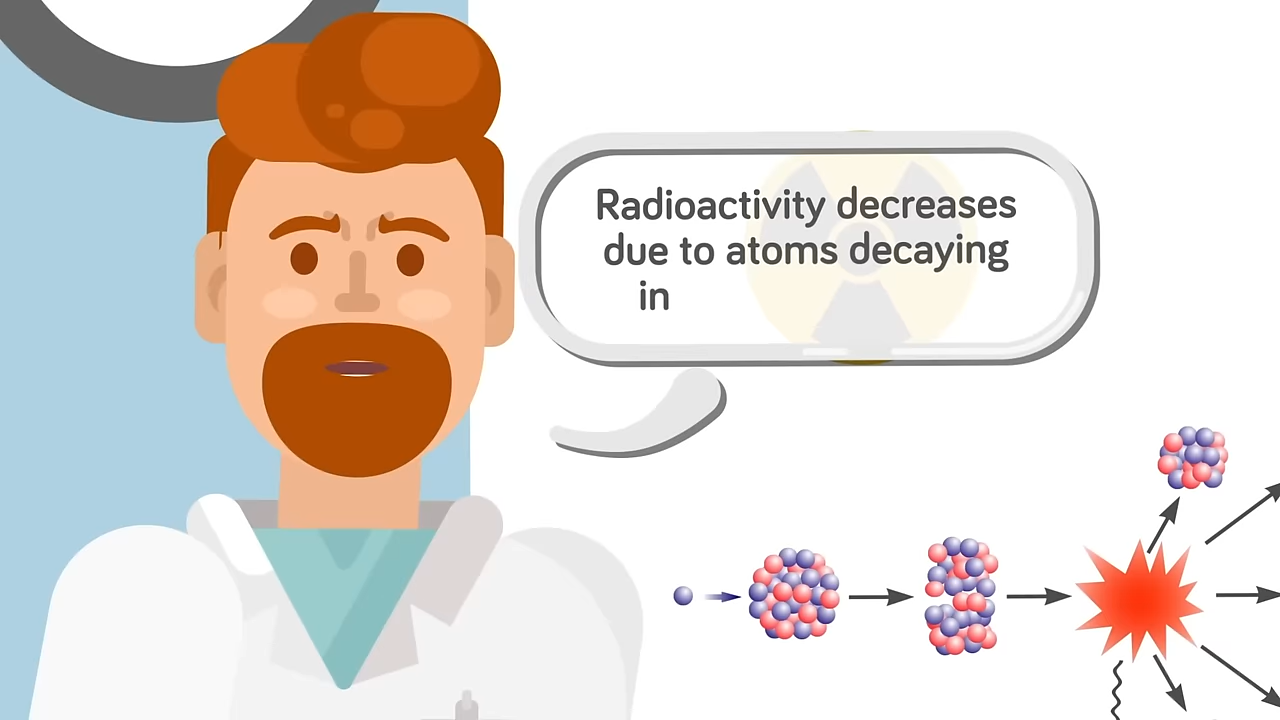 Radioactivity decreases
due to atoms decaying
in